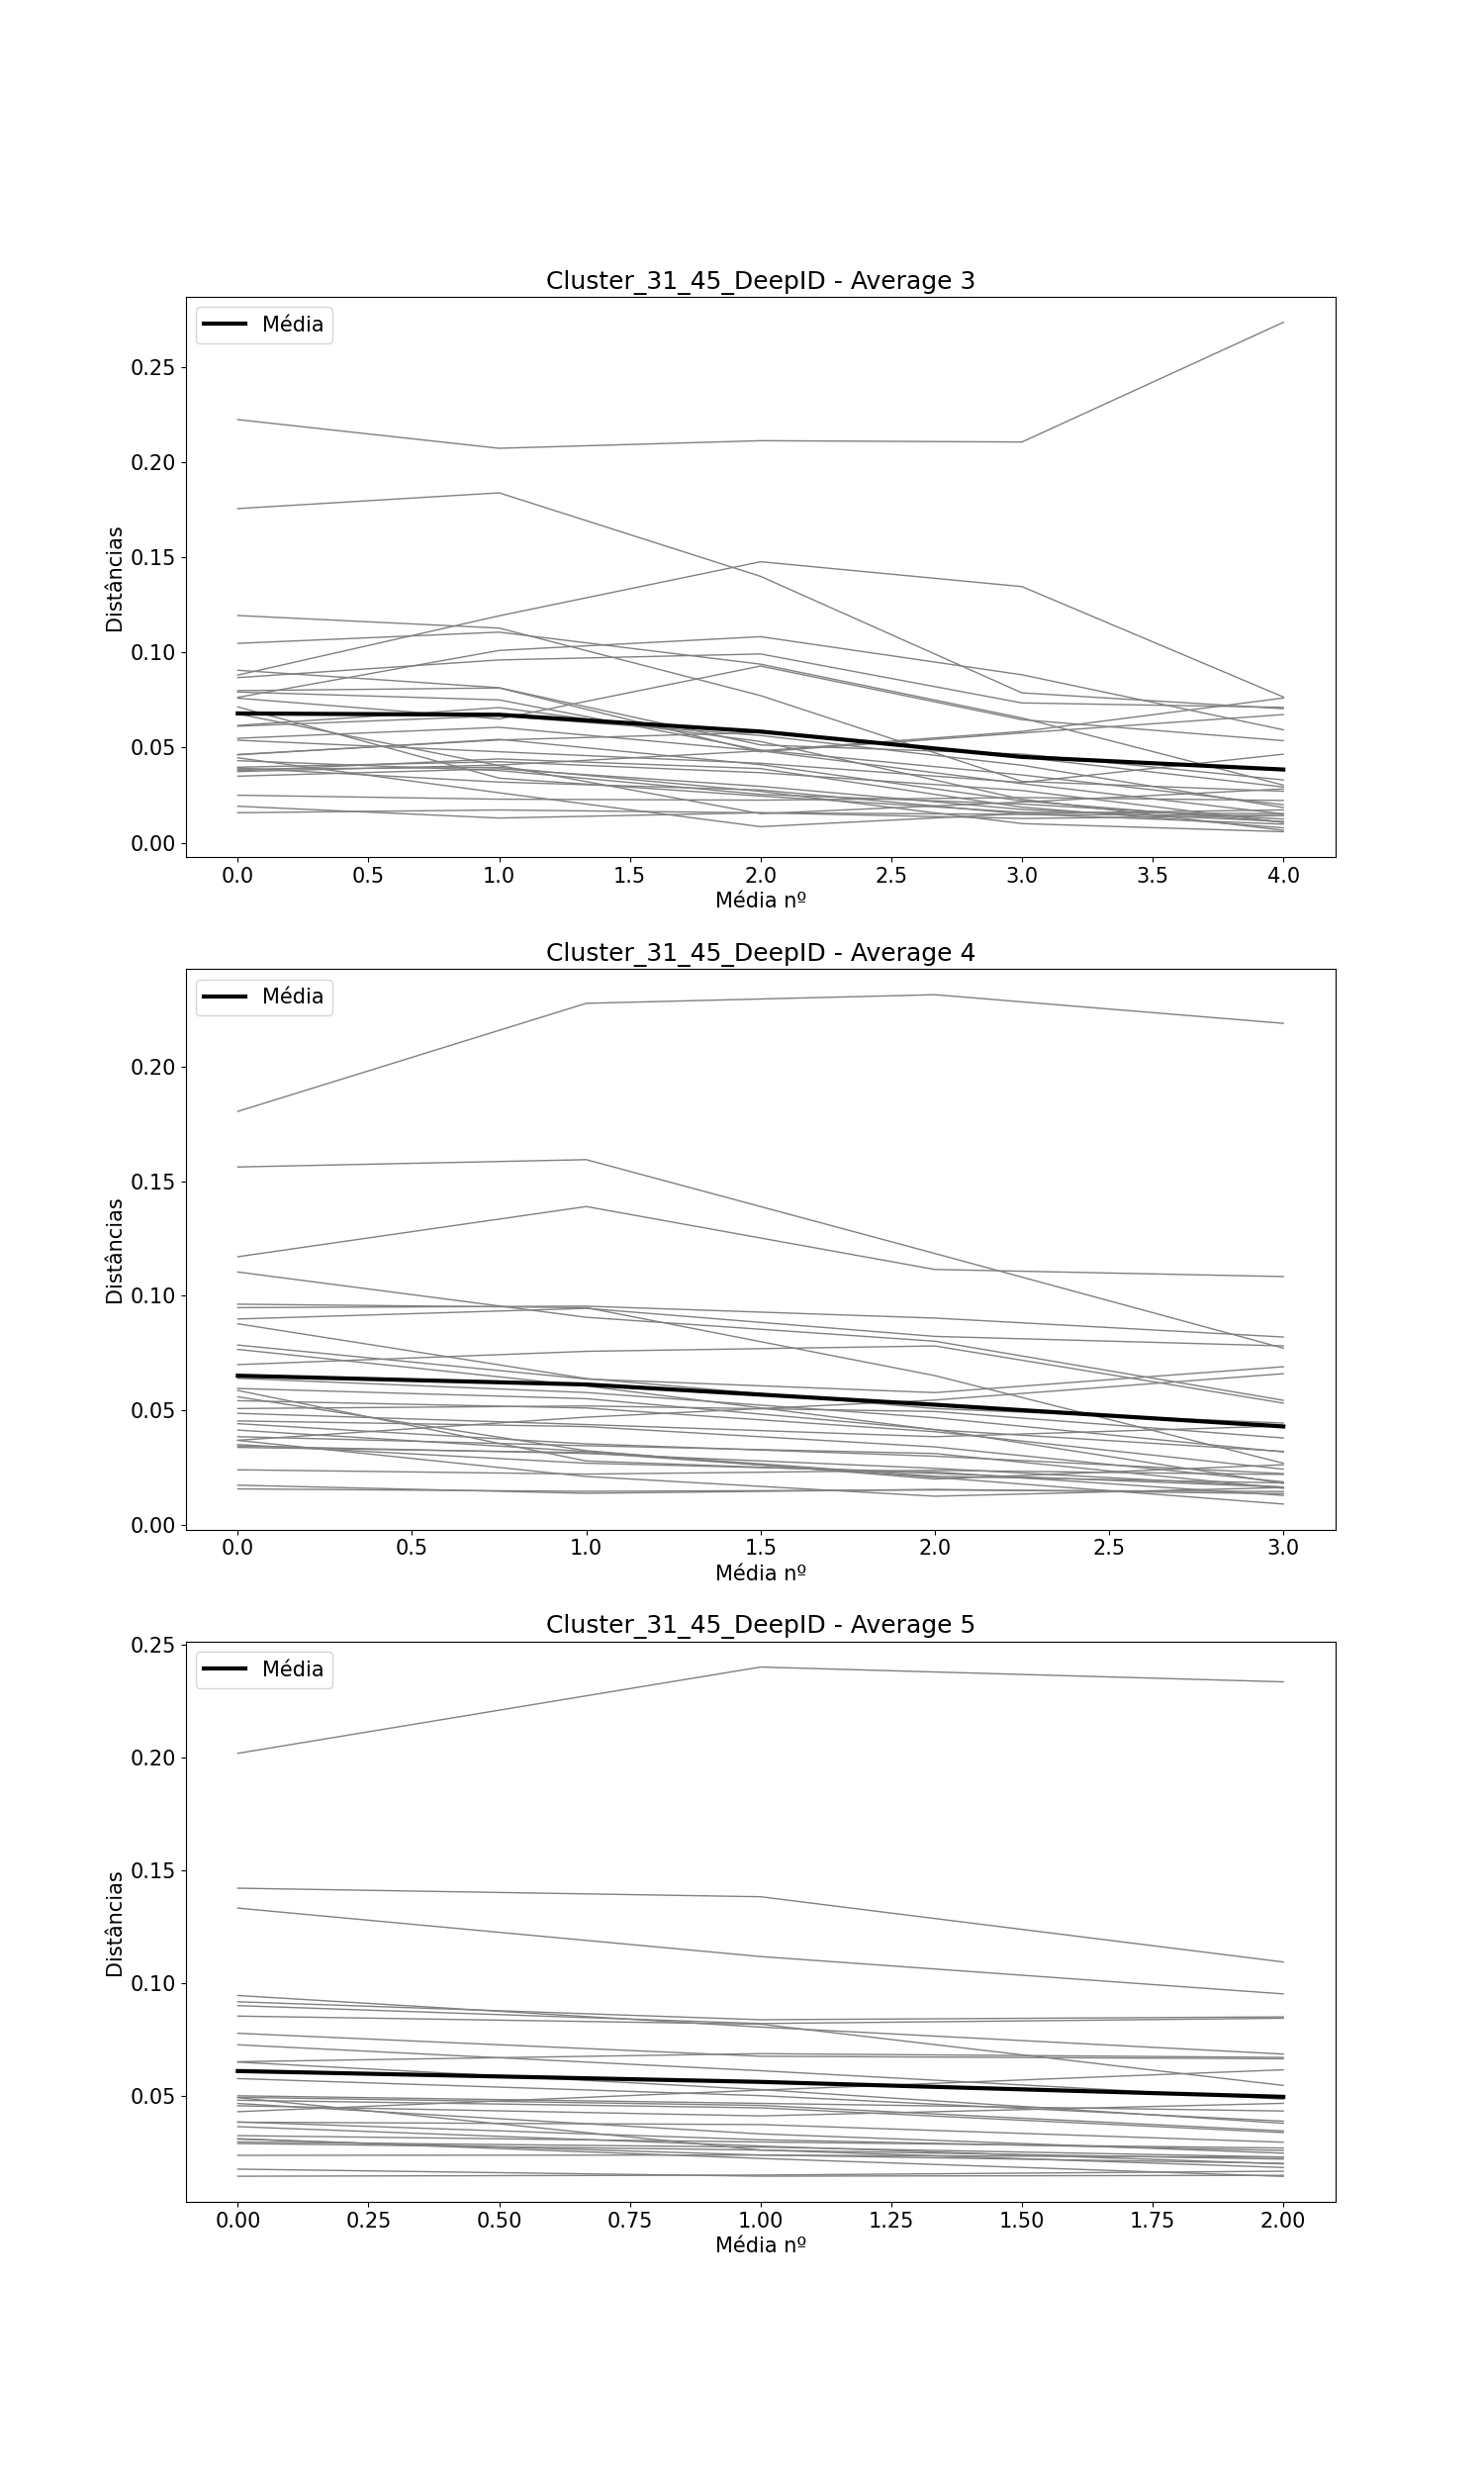 Cluster_31_45_DeepID - Average 3
Média
Distâncias
0.25
0.20
0.15
0.10
0.05
0.00
0.0 0.5 1.0 1.5 2.0 2.5 3.0 3.5 4.0
Média nº
Cluster_31_45_DeepID - Average 4
Média
Distâncias
0.20
0.15
0.10
0.05
0.00
0.0 0.5 1.0 1.5 2.0 2.5 3.0
Média nº
Cluster_31_45_DeepID - Average 5
Média
Distâncias
0.25
0.20
0.15
0.10
0.05
0.00 0.25 0.50 0.75 1.00 1.25 1.50 1.75 2.00
Média nº